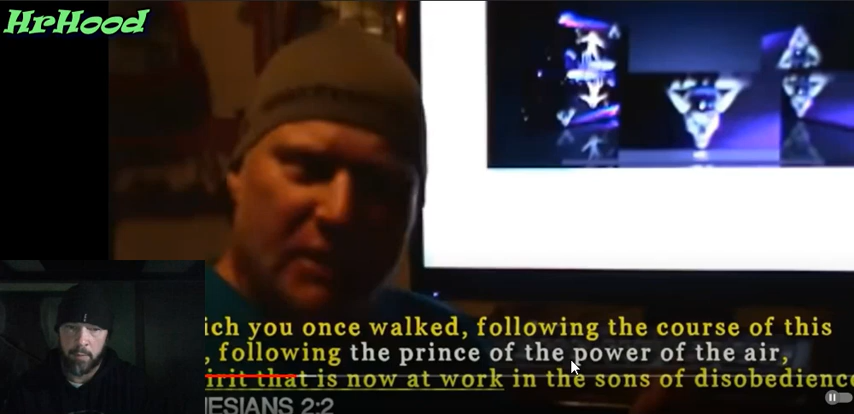 HrHood
ich you once walked, following the course of this
, following the prince of the power of the air,
irit that is now at work in the sons of disobedience
HESIANS 2:2